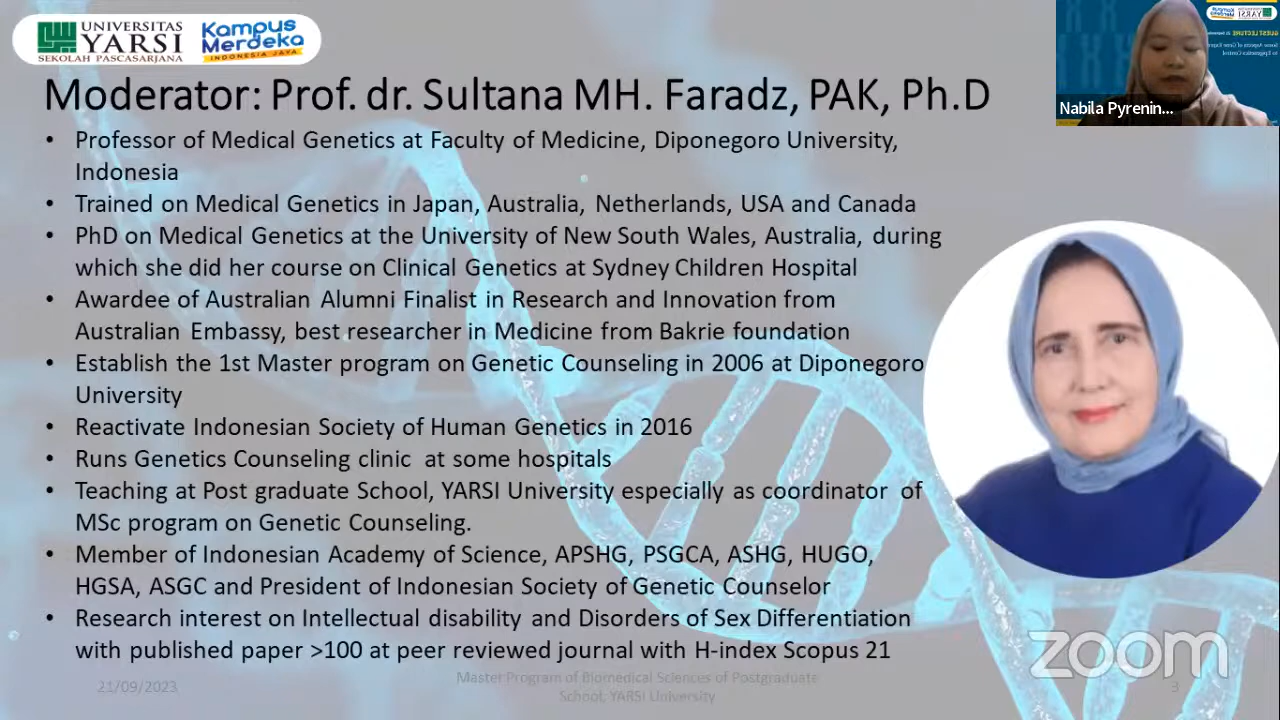 UNIVERSITAS
YARSI
SEKOLAH PASCASARJANA
Kampus
Merdeka
INDONESIA JAYA
GUEST LECTURE
Nabila Pyrenin...
Moderator: Prof. dr. Sultana MH. Faradz, PAK, Ph.D
• Professor of Medical Genetics at Faculty of Medicine, Diponegoro University,
Indonesia
• Trained on Medical Genetics in Japan, Australia, Netherlands, USA and Canada
• PhD on Medical Genetics at the University of New South Wales, Australia, during
which she did her course on Clinical Genetics at Sydney Children Hospital
• Awardee of Australian Alumni Finalist in Research and Innovation from
Australian Embassy, best researcher in Medicine from Bakrie foundation
• Establish the 1st Master program on Genetic Counseling in 2006 at Diponegoro
University
• Reactivate Indonesian Society of Human Genetics in 2016
• Runs Genetics Counseling clinic at some hospitals
• Teaching at Post graduate School, YARSI University especially as coordinator of
MSc program on Genetic Counseling.
• Member of Indonesian Academy of Science, APSHG, PSGCA, ASHG, HUGO,
HGSA, ASGC and President of Indonesian Society of Genetic Counselor
• Research interest on Intellectual disability and Disorders of Sex Differentiation
with published paper >100 at peer reviewed journal with H-index Scopus 21
21/09/2023
Master Program of Biomedical Sciences of Postgraduate
School, YARSI University
3
zoom